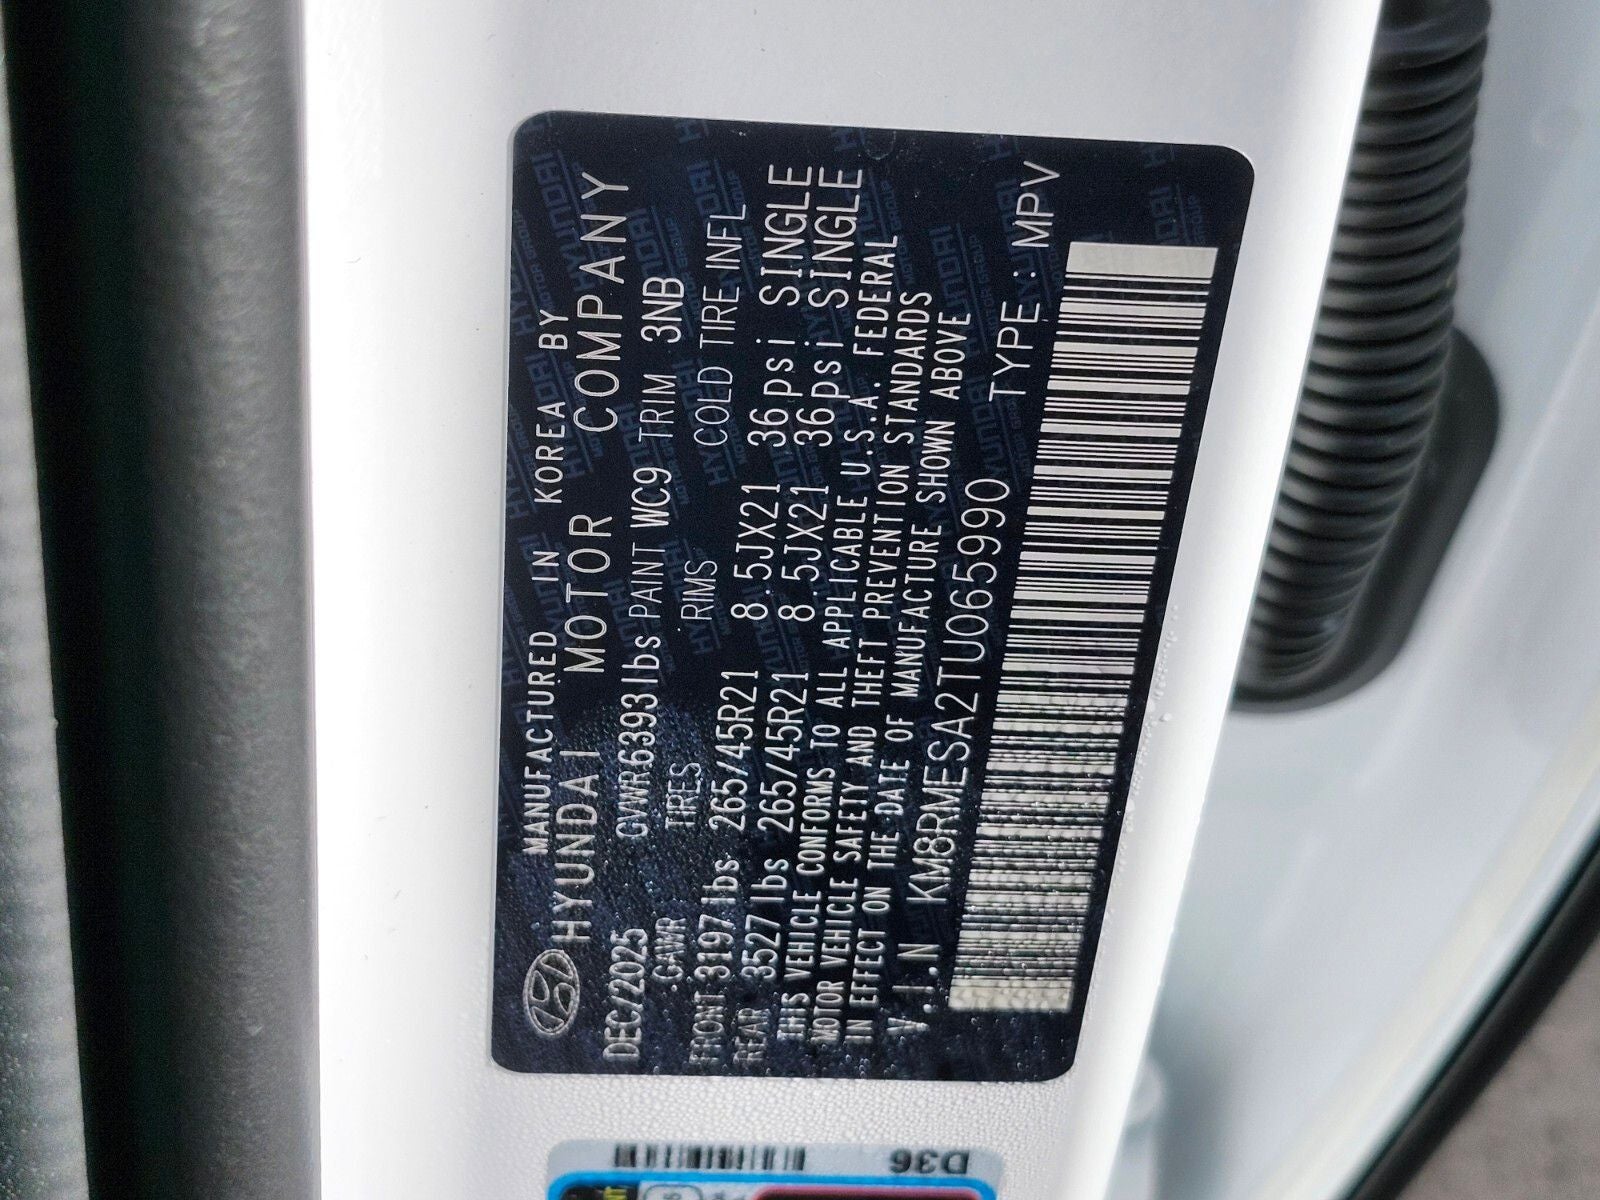 MANUFACTURED IN KOREA BY
HYUNDAI MOTOR COMPANY
DEC/2025 GVWR 6393 lbs PAINT WC9 TRIM 3NB
GAWR TIRES RIMS COLD TIRE INFL
FRONT 3197 lbs 265/45R21 8.5JX21 36psi SINGLE
REAR 3527 lbs 265/45R21 8.5JX21 36psi SINGLE
THIS VEHICLE CONFORMS TO ALL APPLICABLE U.S.A. FEDERAL
MOTOR VEHICLE SAFETY AND THEFT PREVENTION STANDARDS
IN EFFECT ON THE DATE OF MANUFACTURE SHOWN ABOVE
V.I.N KM8RMESA2TU065990 TYPE: MPV
D36